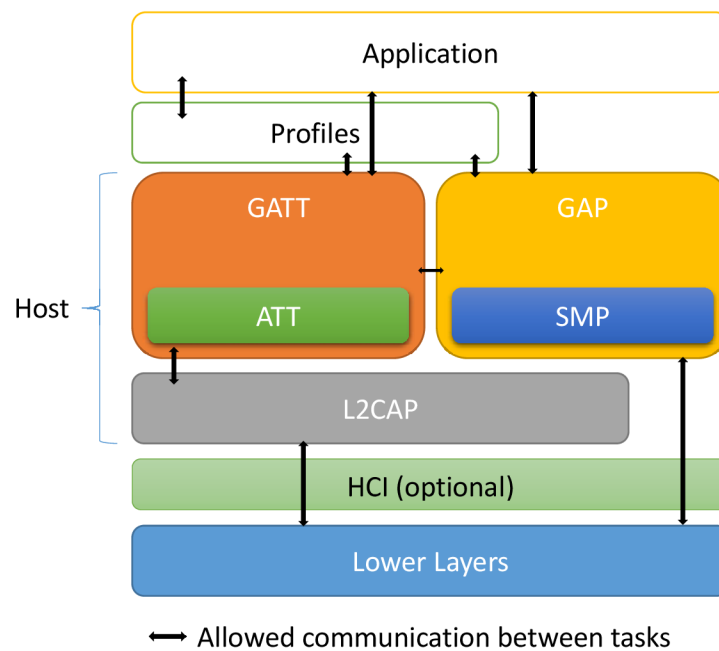 Application
Profiles
GATT
GAP
Host
ATT
SMP
L2CAP
HCI (optional)
Lower Layers
Allowed communication between tasks